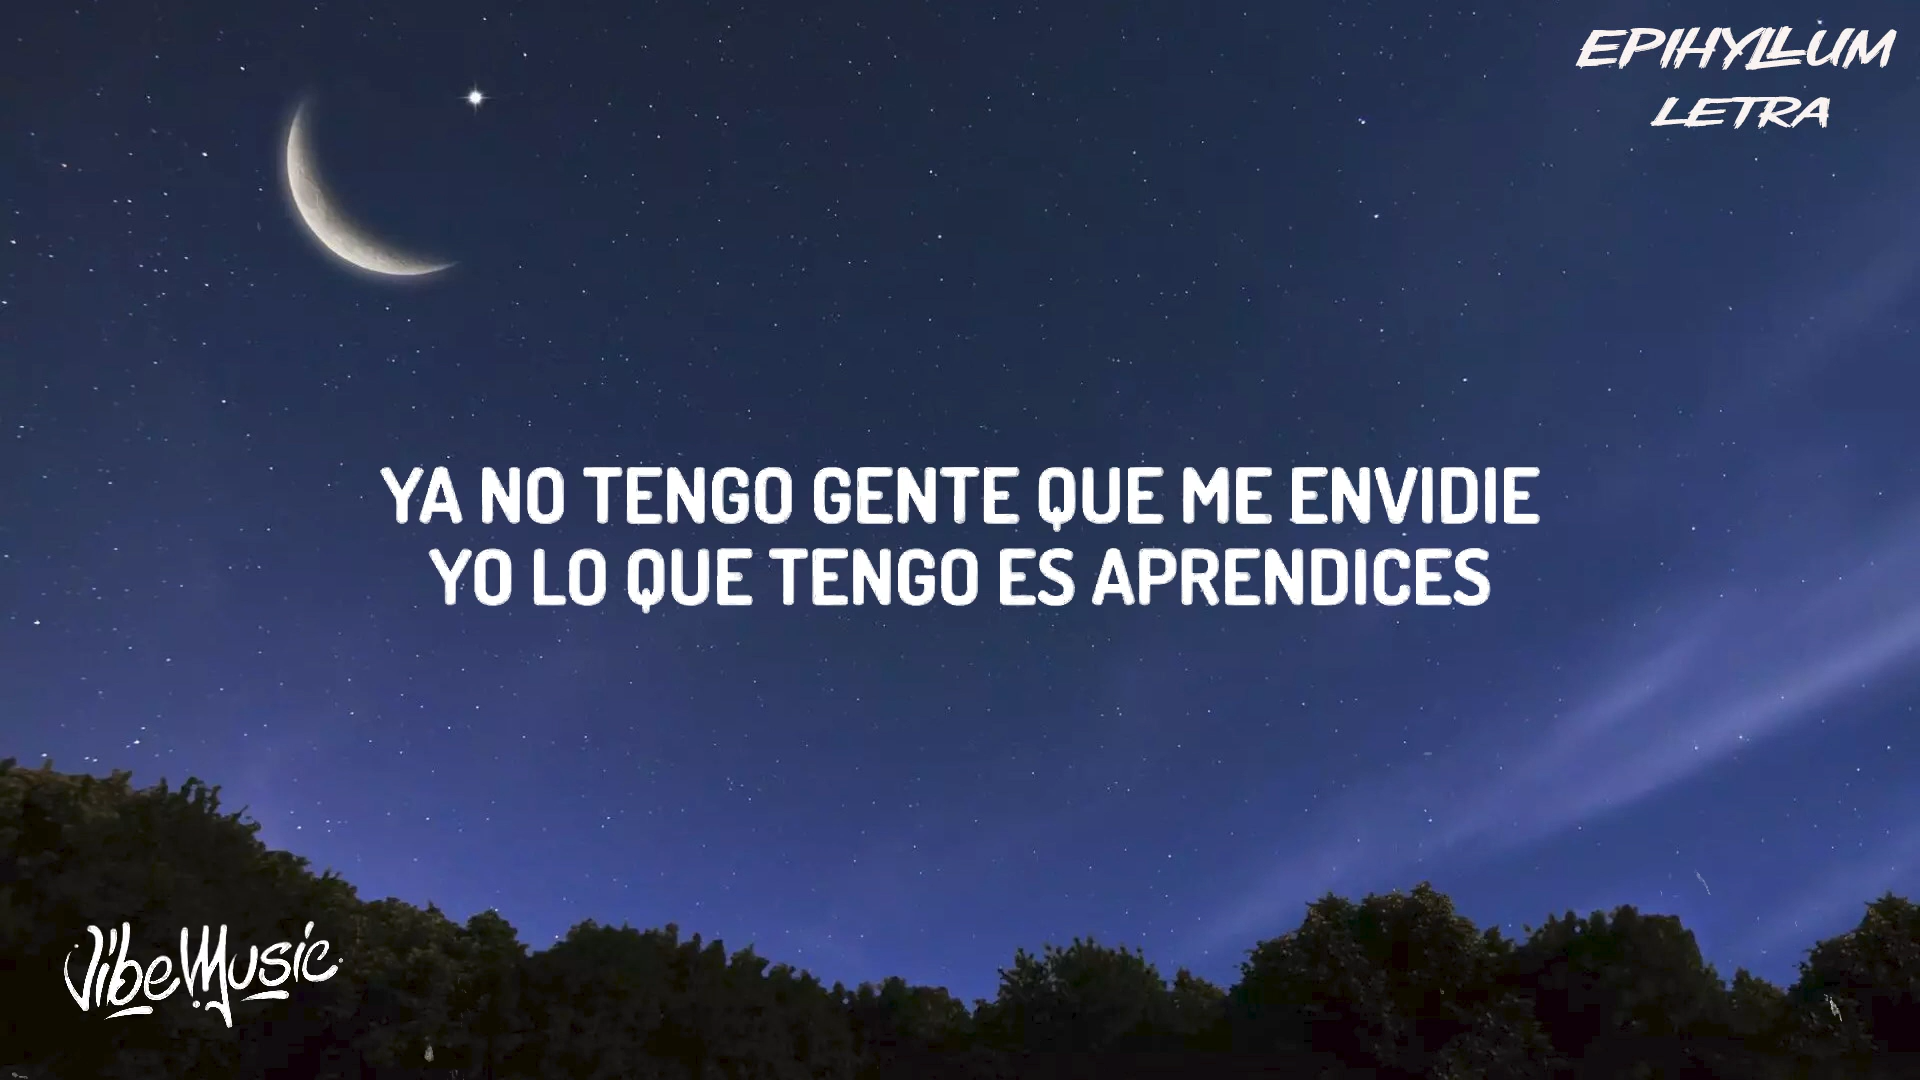 EPIHYLLUM
LETRA
YA NO TENGO GENTE QUE ME ENVIDIE
YO LO QUE TENGO ES APRENDICES
VibeMusic